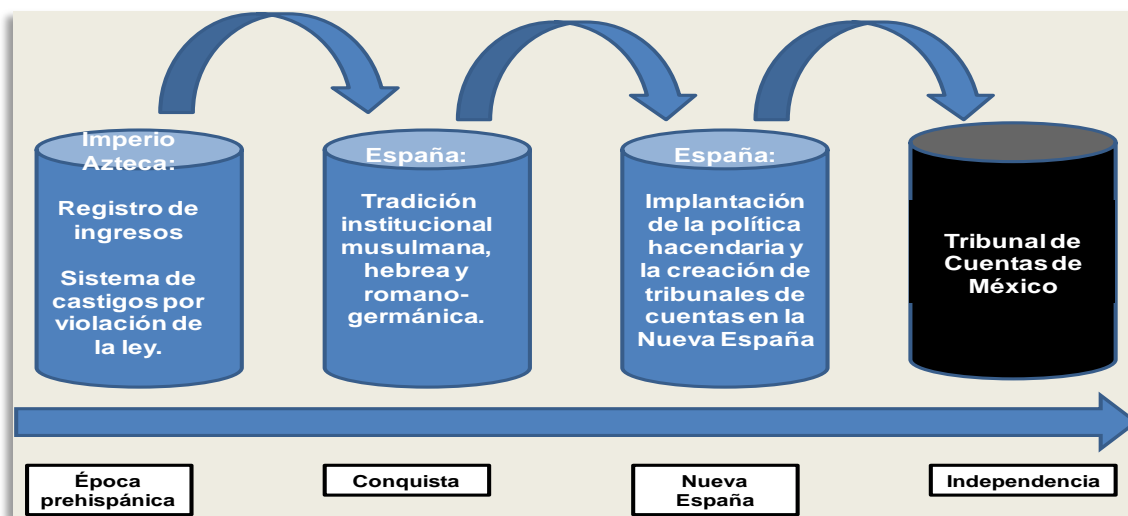 Imperio
Azteca:
Registro de
ingresos
Sistema de
castigos por
violación de
la ley.
España:
Tradición
institucional
musulmana,
hebrea y
romano-
germánica.
España:
Implantación
de la política
hacendaria y
la creación de
tribunales de
cuentas en la
Nueva España
Tribunal de
Cuentas de
México
Época
prehispánica
Conquista
Nueva
España
Independencia